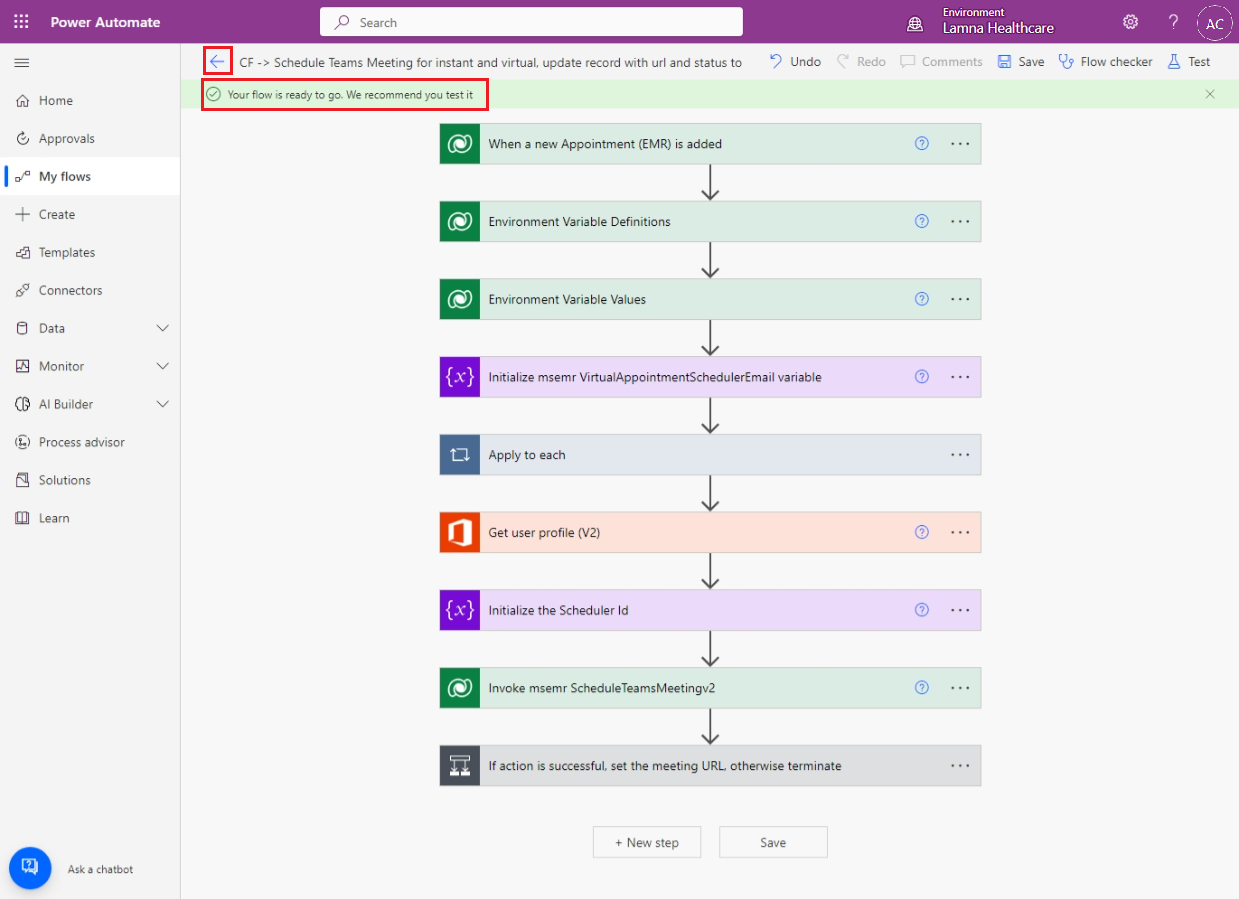 Power Automate
Search
Environment
Lamna Healthcare
?
AC
CF -> Schedule Teams Meeting for instant and virtual, update record with url and status to
Undo
Redo
Comments
Save
Flow checker
Test
Your flow is ready to go. We recommend you test it
Home
Approvals
My flows
Create
Templates
Connectors
Data
Monitor
AI Builder
Process advisor
Solutions
Learn
Ask a chatbot
When a new Appointment (EMR) is added
Environment Variable Definitions
Environment Variable Values
{x} Initialize msemr VirtualAppointmentSchedulerEmail variable
Apply to each
Get user profile (V2)
{x} Initialize the Scheduler Id
Invoke msemr ScheduleTeamsMeetingv2
If action is successful, set the meeting URL, otherwise terminate
+ New step
Save